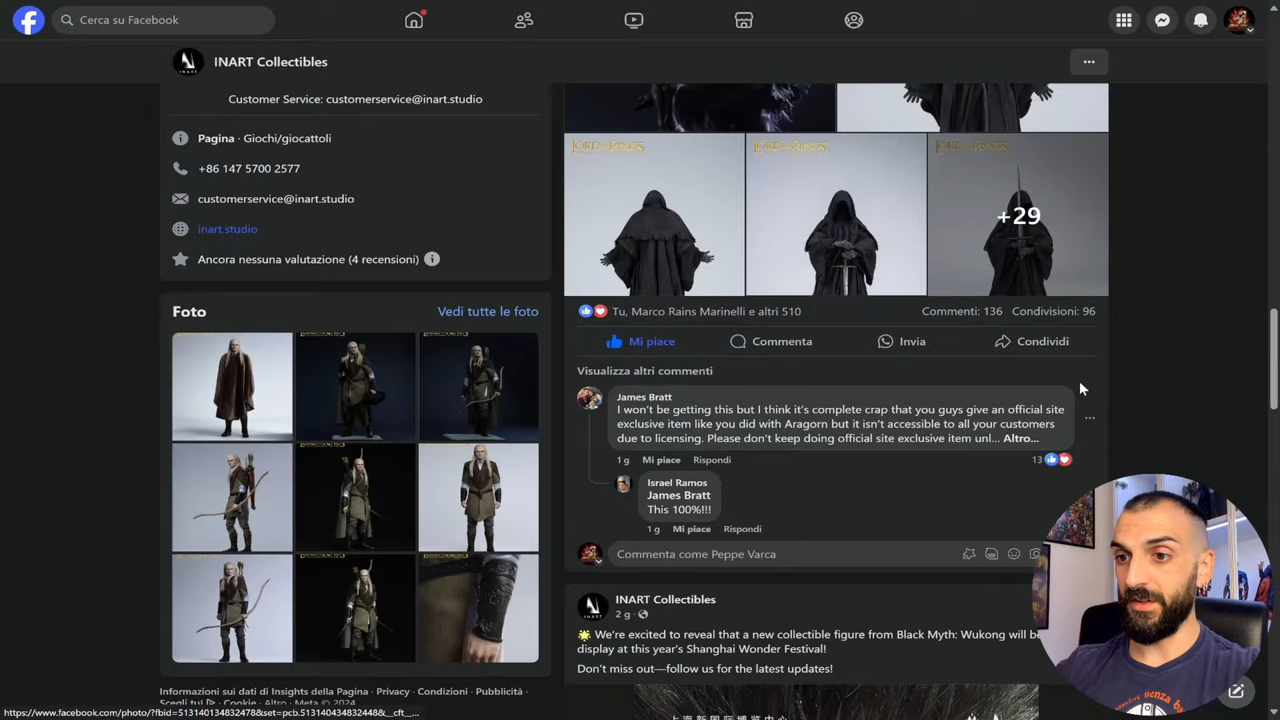 Cerca su Facebook
INART Collectibles
Customer Service: customerservice@inart.studio
Pagina · Giochi/giocattoli
+86 147 5700 2577
customerservice@inart.studio
inart.studio
Ancora nessuna valutazione (4 recensioni)
Foto
Vedi tutte le foto
Informazioni sui dati di Insights della Pagina · Privacy · Condizioni · Pubblicità ·
Scegli tu! · Cookie · Altro · Meta © 2024
https://www.facebook.com/photo/?fbid=513140134832478&set=pcb.513140434832448&__cft__...
+29
Tu, Marco Rains Marinelli e altri 510
Commenti: 136
Condivisioni: 96
Mi piace
Commenta
Invia
Condividi
Visualizza altri commenti
James Bratt
I won't be getting this but I think it's complete crap that you guys give an official site
exclusive item like you did with Aragorn but it isn't accessible to all your customers
due to licensing. Please don't keep doing official site exclusive item unl... Altro...
1 g Mi piace Rispondi
13
Israel Ramos
James Bratt
This 100%!!!
1 g Mi piace Rispondi
Commenta come Peppe Varca
INART Collectibles
2 g ·
We're excited to reveal that a new collectible figure from Black Myth: Wukong will be
display at this year's Shanghai Wonder Festival!
Don't miss out—follow us for the latest updates!